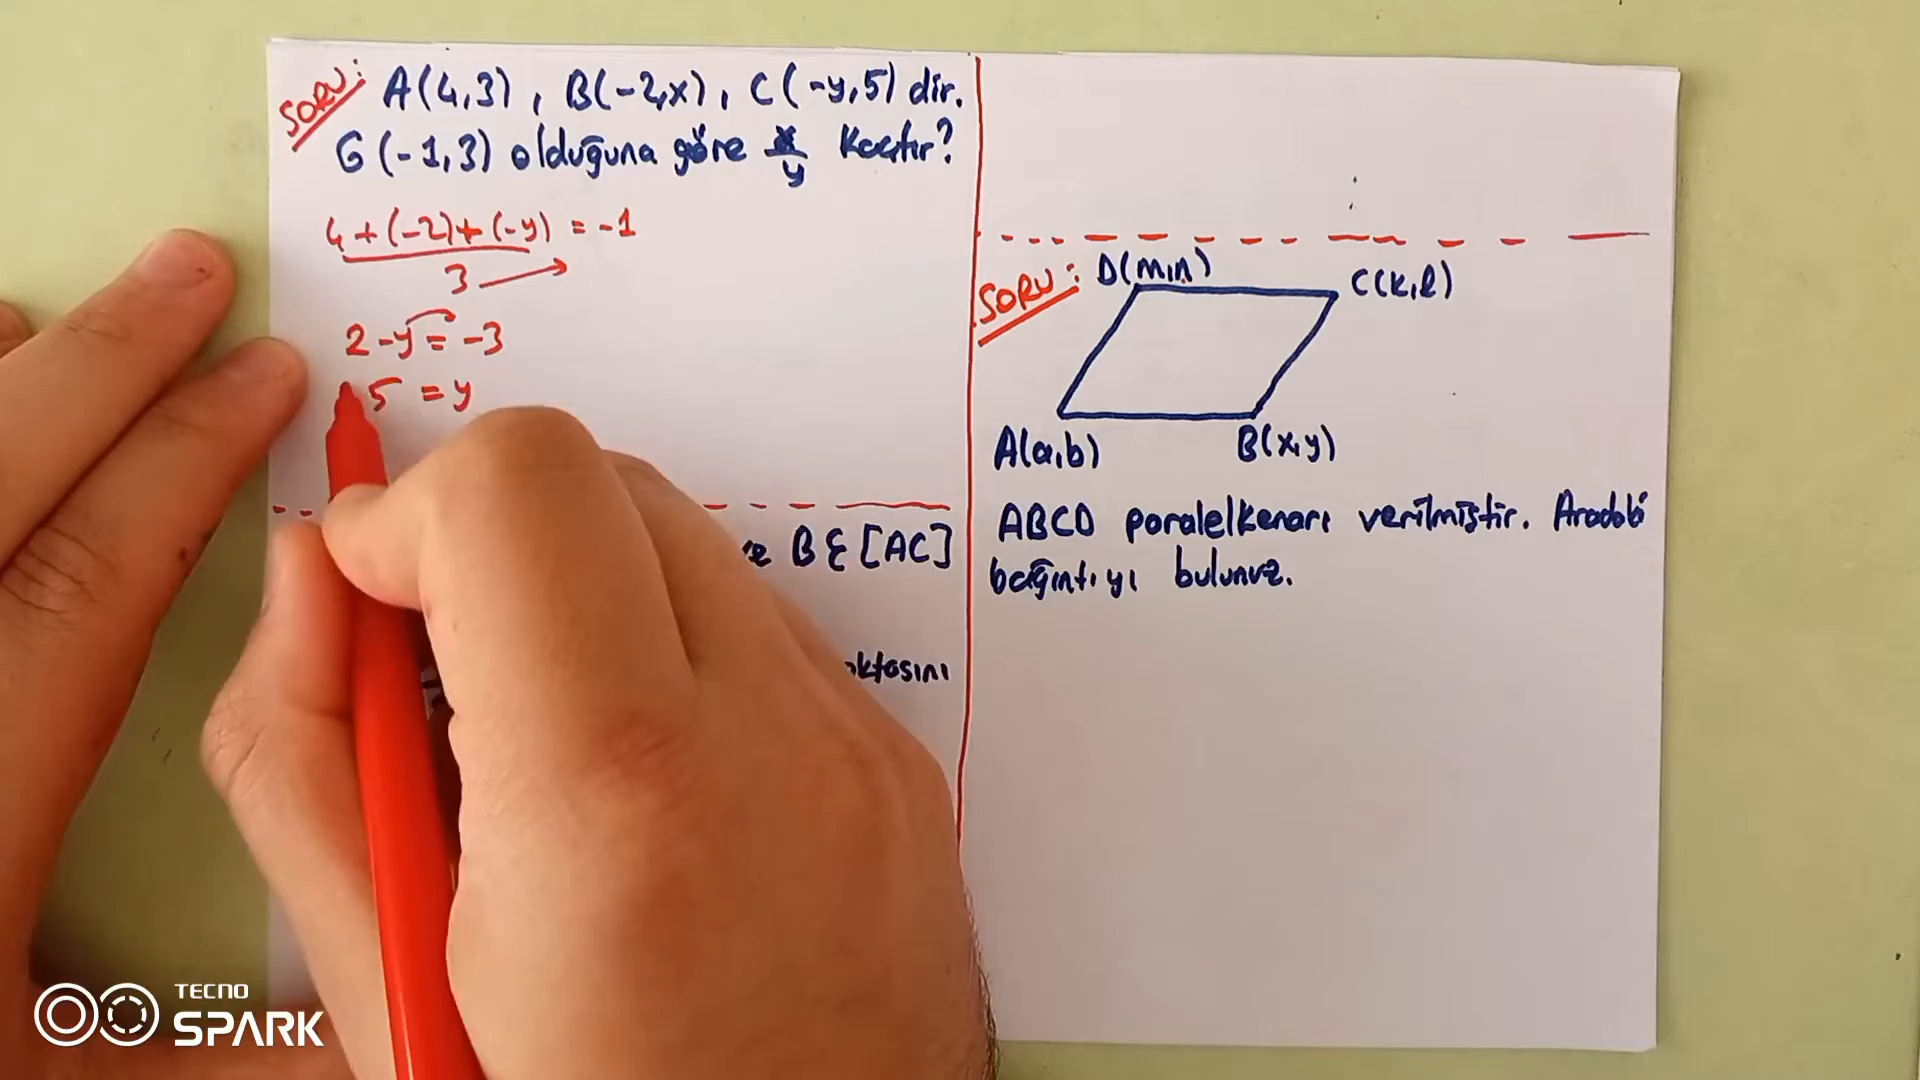 SORU: A(4,3), B(-2,x), C(-y,5) dir.
G(-1,3) olduğuna göre x/y kaçtır?
4+(-2)+(-y) = -1
3
2-y = -3
5 = y
B ∈ [AC]
SORU: D(m,n) C(k,l)
A(a,b) B(x,y)
ABCD paralelkenarı verilmiştir. Aradaki
bağıntıyı bulunuz.
TECNO
SPARK